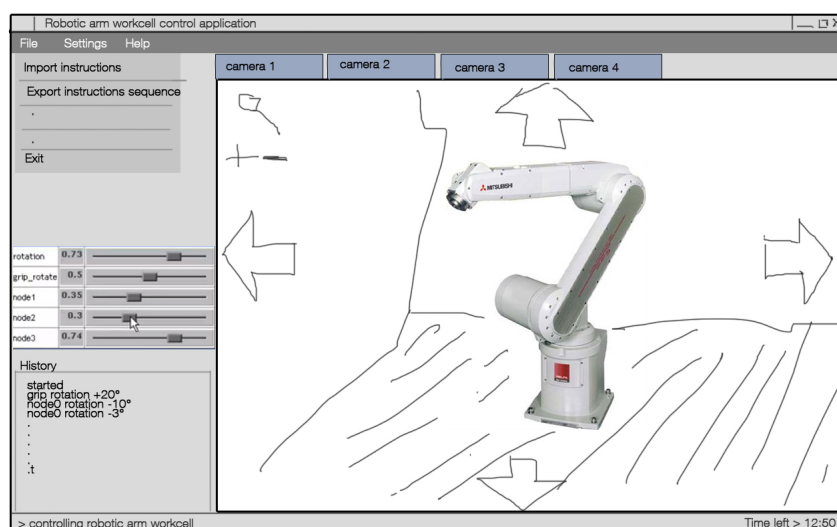 Robotic arm workcell control application
File Settings Help
Import instructions
Export instructions sequence
.
.
Exit
camera 1 camera 2 camera 3 camera 4
MITSUBISHI
rotation 0.73
grip_rotate 0.5
node1 0.35
node2 0.3
node3 0.74
History
started
grip rotation +20°
node0 rotation -10°
node0 rotation -3°
.
.
.
.
.
.t
> controlling robotic arm workcell
Time left > 12:50